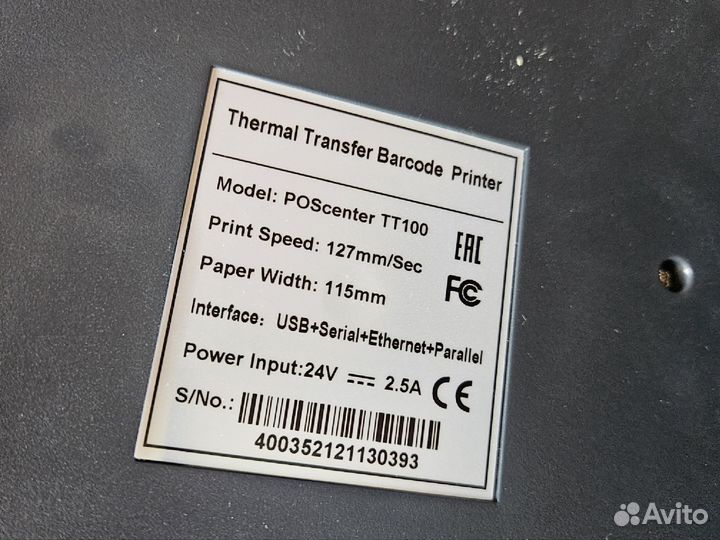 Thermal Transfer Barcode Printer
Model: POScenter TT100
Print Speed: 127mm/Sec
EAC
Paper Width: 115mm
FC
Interface: USB+Serial+Ethernet+Parallel
Power Input:24V 2.5A CE
S/No.:
400352121130393
Avito